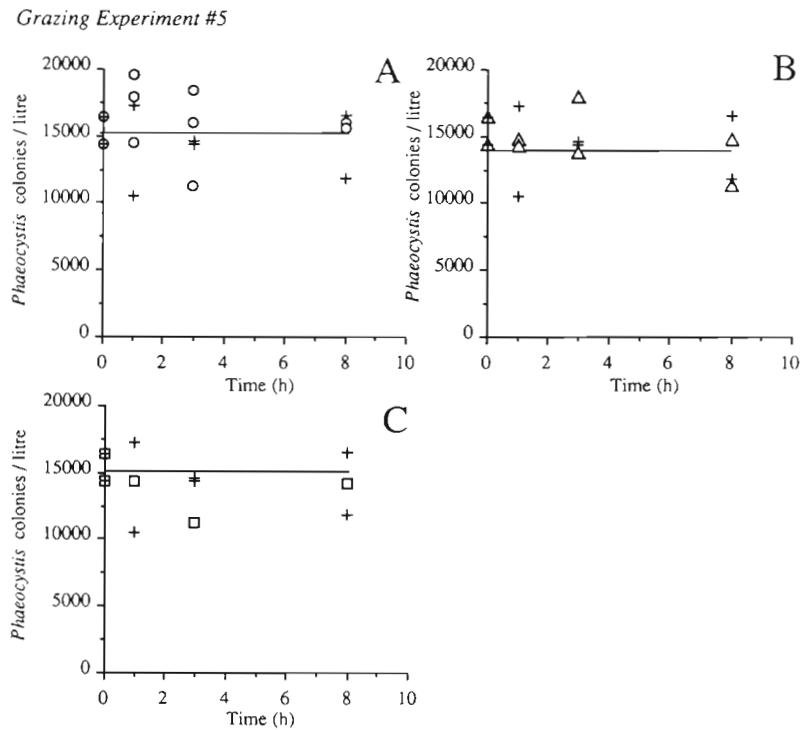 Grazing Experiment #5
A
20000
15000
10000
5000
0
Phaeocystis colonies / litre
0 2 4 6 8 10
Time (h)
B
20000
15000
10000
5000
0
Phaeocystis colonies / litre
0 2 4 6 8 10
Time (h)
C
20000
15000
10000
5000
0
Phaeocystis colonies / litre
0 2 4 6 8 10
Time (h)